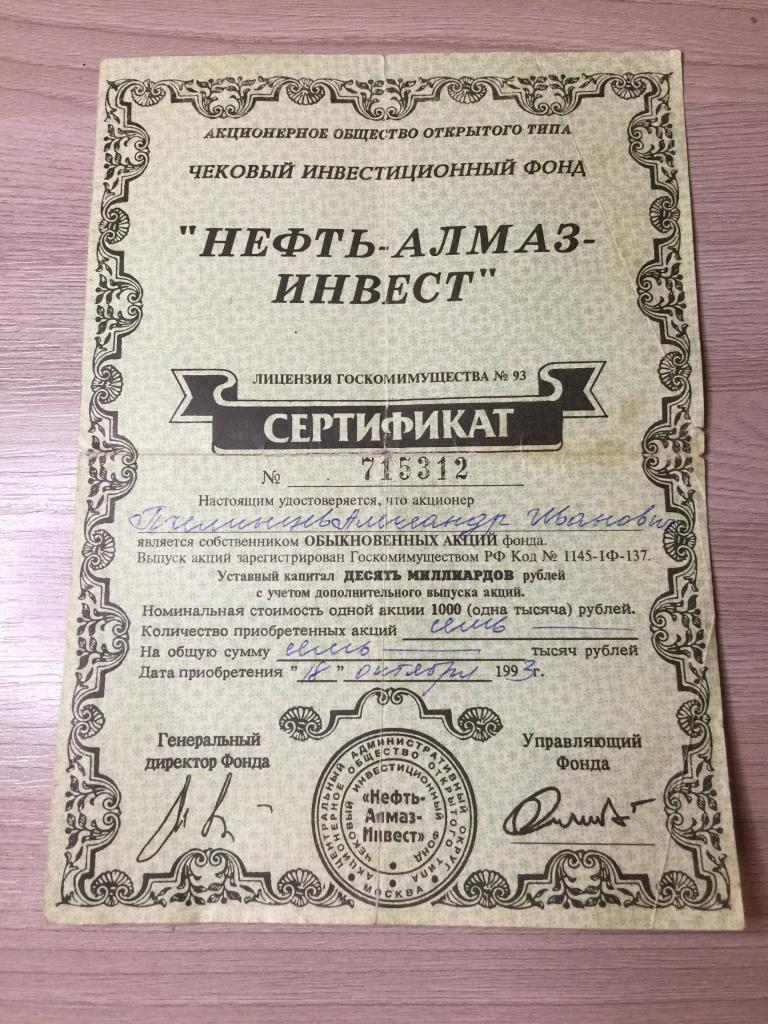 АКЦИОНЕРНОЕ ОБЩЕСТВО ОТКРЫТОГО ТИПА
ЧЕКОВЫЙ ИНВЕСТИЦИОННЫЙ ФОНД
"НЕФТЬ-АЛМАЗ-
ИНВЕСТ"
ЛИЦЕНЗИЯ ГОСКОМИМУЩЕСТВА № 93
СЕРТИФИКАТ
№ 715312
Настоящим удостоверяется, что акционер
Пчелинцев Александр Иванович
является собственником ОБЫКНОВЕННЫХ АКЦИЙ фонда.
Выпуск акций зарегистрирован Госкомимуществом РФ Код № 1145-1Ф-137.
Уставный капитал ДЕСЯТЬ МИЛЛИАРДОВ рублей
с учетом дополнительного выпуска акций.
Номинальная стоимость одной акции 1000 (одна тысяча) рублей.
Количество приобретенных акций семь
На общую сумму семь тысяч рублей
Дата приобретения "18" октября 1993г.
Генеральный
директор Фонда
Управляющий
Фонда
ЦЕНТРАЛЬНЫЙ АДМИНИСТРАТИВНЫЙ ОКРУГ
АКЦИОНЕРНОЕ ОБЩЕСТВО ОТКРЫТОГО ТИПА
ЧЕКОВЫЙ ИНВЕСТИЦИОННЫЙ ФОНД
«Нефть-
Алмаз-
Инвест»
МОСКВА